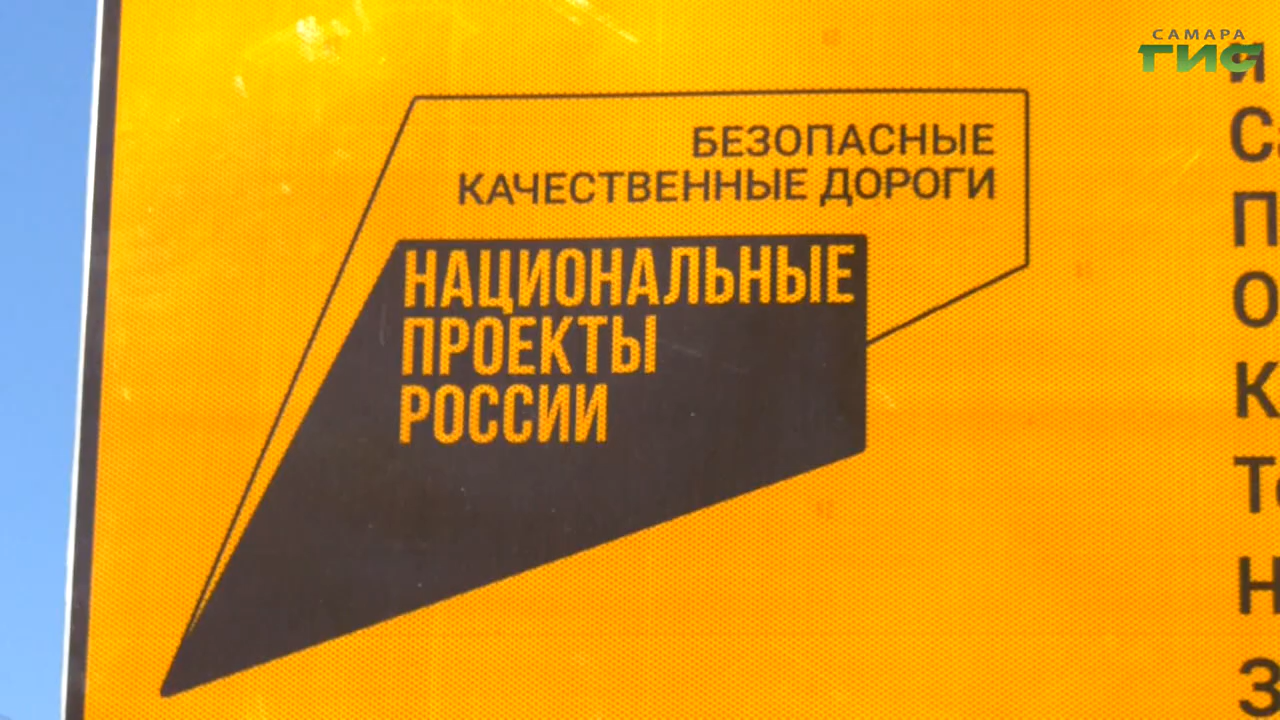 САМАРА
ГИС
БЕЗОПАСНЫЕ
КАЧЕСТВЕННЫЕ ДОРОГИ
НАЦИОНАЛЬНЫЕ
ПРОЕКТЫ
РОССИИ